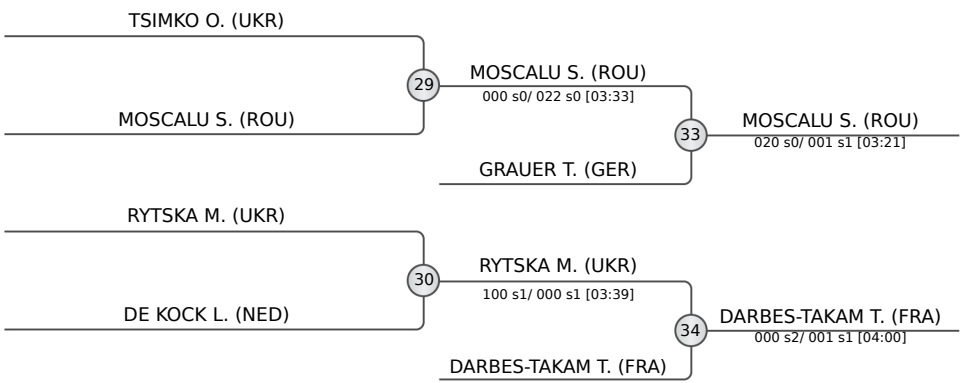 TSIMKO O. (UKR)
29
MOSCALU S. (ROU)
000 s0/ 022 s0 [03:33]
MOSCALU S. (ROU)
33
MOSCALU S. (ROU)
020 s0/ 001 s1 [03:21]
GRAUER T. (GER)
RYTSKA M. (UKR)
30
RYTSKA M. (UKR)
100 s1/ 000 s1 [03:39]
DE KOCK L. (NED)
34
DARBES-TAKAM T. (FRA)
000 s2/ 001 s1 [04:00]
DARBES-TAKAM T. (FRA)